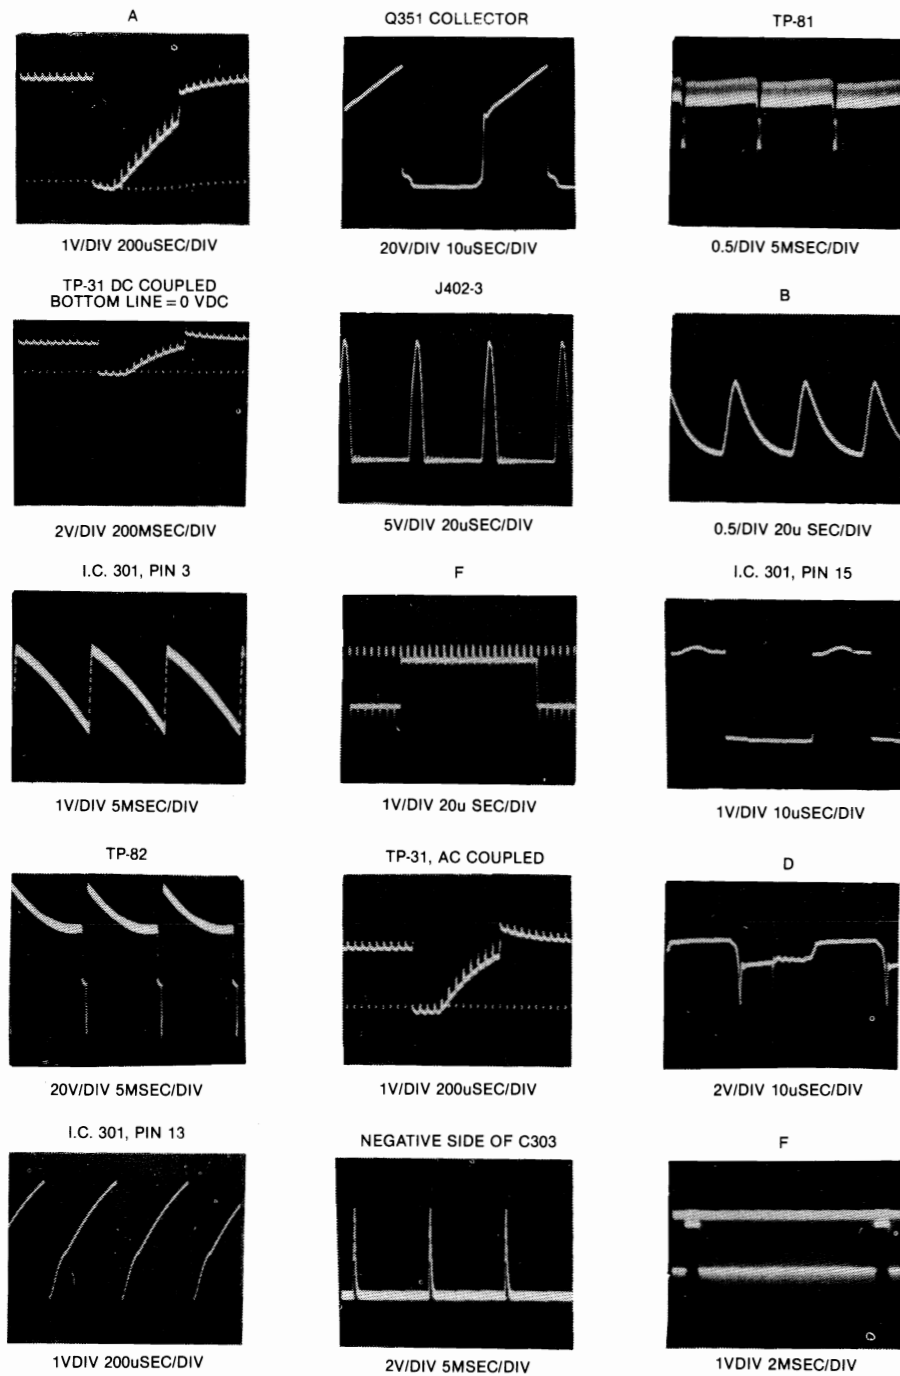 A
Q351 COLLECTOR
TP-81
1V/DIV 200uSEC/DIV
20V/DIV 10uSEC/DIV
0.5/DIV 5MSEC/DIV
TP-31 DC COUPLED
BOTTOM LINE = 0 VDC
J402-3
B
2V/DIV 200MSEC/DIV
5V/DIV 20uSEC/DIV
0.5/DIV 20u SEC/DIV
I.C. 301, PIN 3
F
I.C. 301, PIN 15
1V/DIV 5MSEC/DIV
1V/DIV 20u SEC/DIV
1V/DIV 10uSEC/DIV
TP-82
TP-31, AC COUPLED
D
20V/DIV 5MSEC/DIV
1V/DIV 200uSEC/DIV
2V/DIV 10uSEC/DIV
I.C. 301, PIN 13
NEGATIVE SIDE OF C303
F
1VDIV 200uSEC/DIV
2V/DIV 5MSEC/DIV
1VDIV 2MSEC/DIV